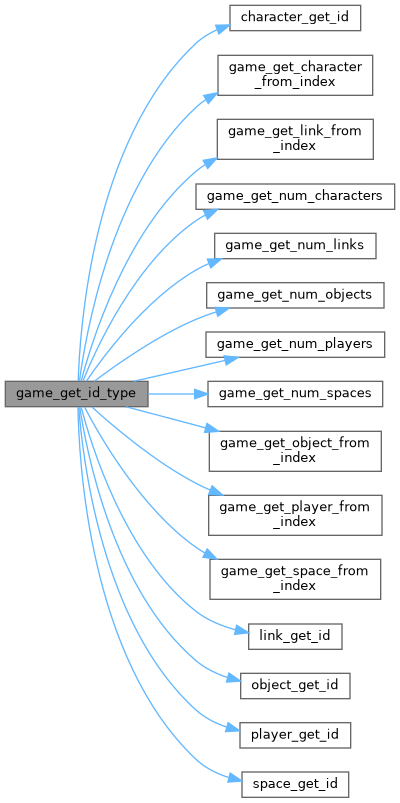 character_get_id
game_get_character
_from_index
game_get_link_from
_index
game_get_num_characters
game_get_num_links
game_get_num_objects
game_get_num_players
game_get_id_type
game_get_num_spaces
game_get_object_from
_index
game_get_player_from
_index
game_get_space_from
_index
link_get_id
object_get_id
player_get_id
space_get_id